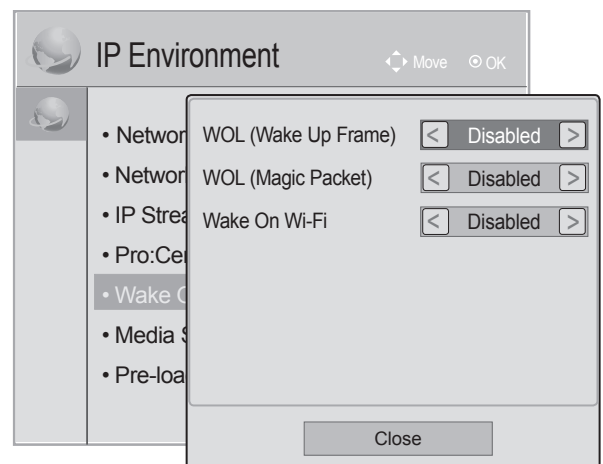 IP Environment
Move
OK
• Networ
• Networ
• IP Strea
• Pro:Cen
• Wake O
• Media S
• Pre-loa
WOL (Wake Up Frame) < Disabled >
WOL (Magic Packet) < Disabled >
Wake On Wi-Fi < Disabled >
Close